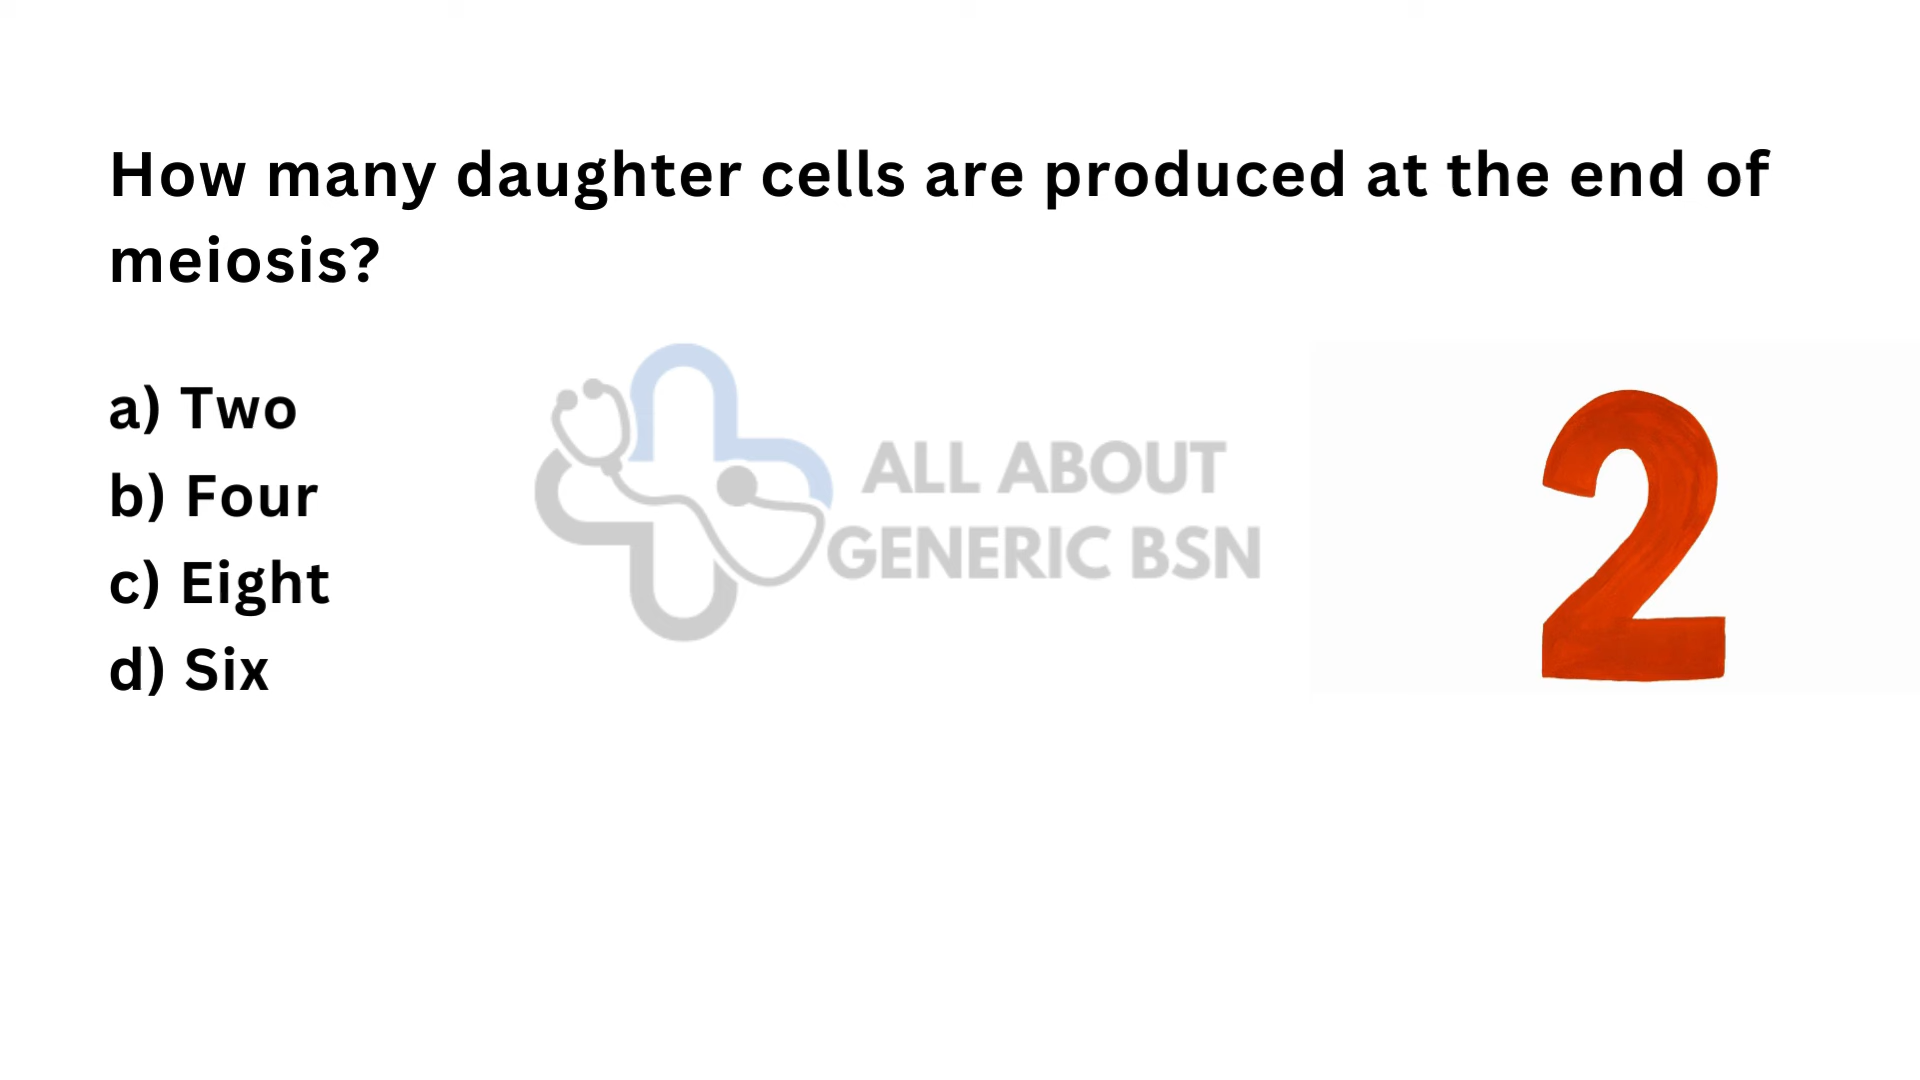 How many daughter cells are produced at the end of
meiosis?
a) Two
b) Four
c) Eight
d) Six
ALL ABOUT
GENERIC BSN
2